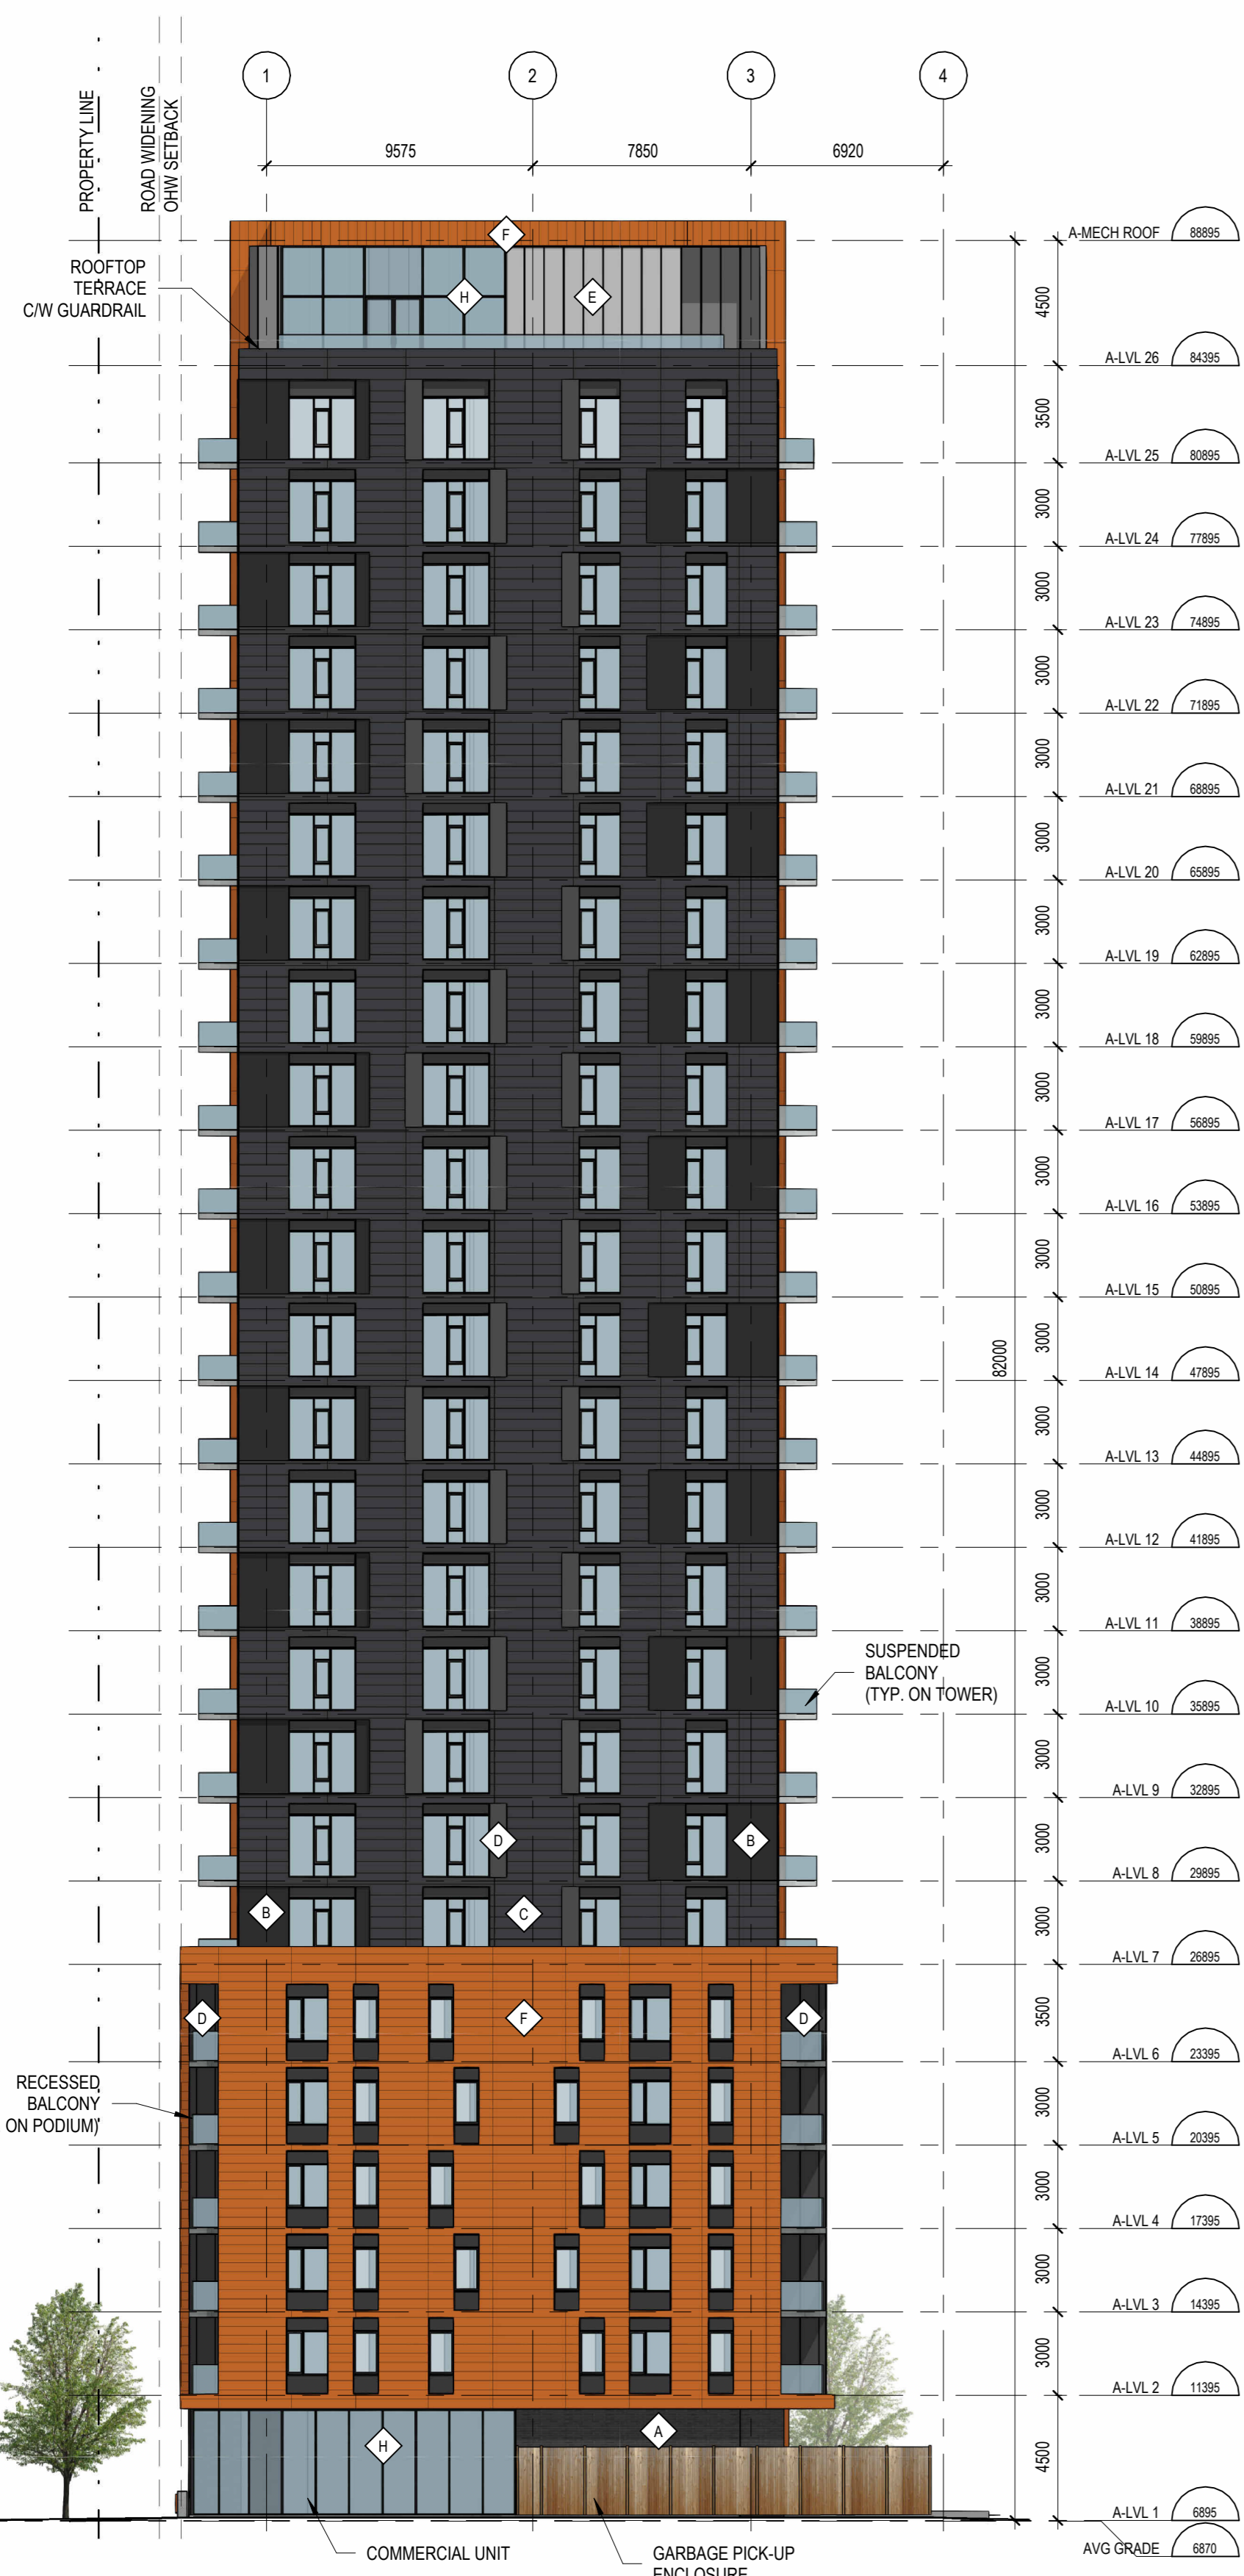 1
2
3
4
PROPERTY LINE
ROAD WIDENING
OHW SETBACK
9575
7850
6920
F
A-MECH ROOF 88895
ROOFTOP
TERRACE
C/W GUARDRAIL
H
E
4500
A-LVL 26 84395
3500
A-LVL 25 80895
3000
A-LVL 24 77895
3000
A-LVL 23 74895
3000
A-LVL 22 71895
3000
A-LVL 21 68895
3000
A-LVL 20 65895
3000
A-LVL 19 62895
3000
A-LVL 18 59895
3000
A-LVL 17 56895
3000
A-LVL 16 53895
3000
A-LVL 15 50895
3000
82000
A-LVL 14 47895
3000
A-LVL 13 44895
3000
A-LVL 12 41895
3000
A-LVL 11 38895
SUSPENDED
BALCONY
(TYP. ON TOWER)
3000
A-LVL 10 35895
3000
A-LVL 9 32895
D
B
3000
A-LVL 8 29895
B
C
3000
A-LVL 7 26895
D
F
D
3500
A-LVL 6 23395
RECESSED
BALCONY
ON PODIUM)
3000
A-LVL 5 20395
3000
A-LVL 4 17395
3000
A-LVL 3 14395
3000
A-LVL 2 11395
H
A
4500
A-LVL 1 6895
AVG GRADE 6870
COMMERCIAL UNIT
GARBAGE PICK-UP
ENCLOSURE